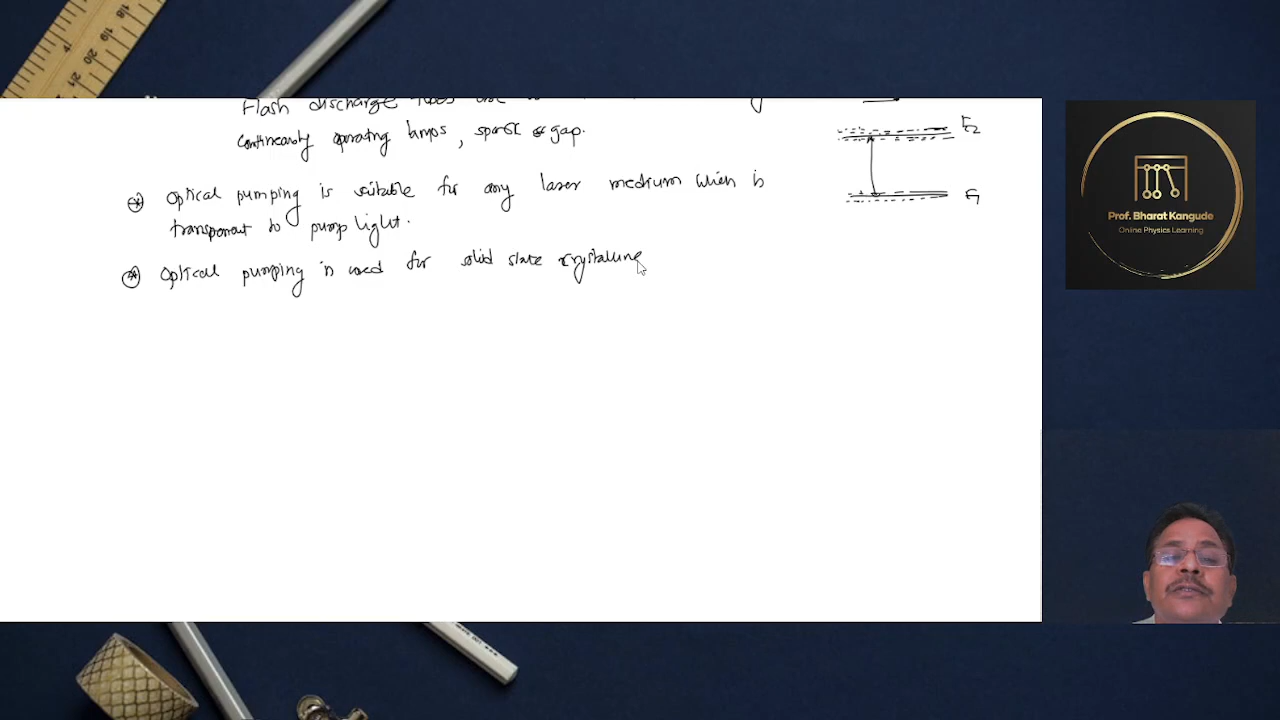 Flash discharge
continuously operating lamps, spark gap.
E2
* Optical pumping is suitable for any laser medium which is
E1
transparent to pump light.
* Optical pumping is used for solid state crystalline
Prof. Bharat Kangude
Online Physics Learning